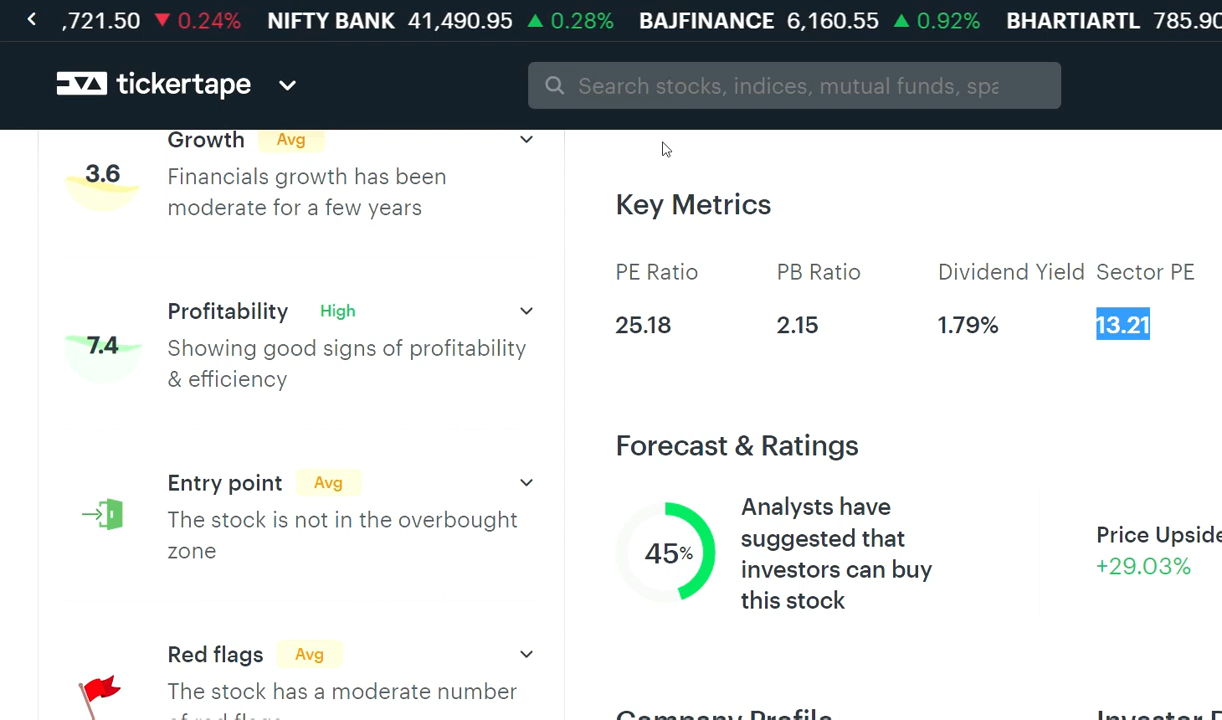 ,721.50 ▼ 0.24% NIFTY BANK 41,490.95 ▲ 0.28% BAJFINANCE 6,160.55 ▲ 0.92% BHARTIARTL 785.90
tickertape
Search stocks, indices, mutual funds, spa
Growth Avg
3.6
Financials growth has been
moderate for a few years
Profitability High
7.4
Showing good signs of profitability
& efficiency
Entry point Avg
The stock is not in the overbought
zone
Red flags Avg
The stock has a moderate number
of red flags
Key Metrics
PE Ratio PB Ratio Dividend Yield Sector PE
25.18 2.15 1.79% 13.21
Forecast & Ratings
45%
Analysts have
suggested that
investors can buy
this stock
Price Upside
+29.03%
Company Profile